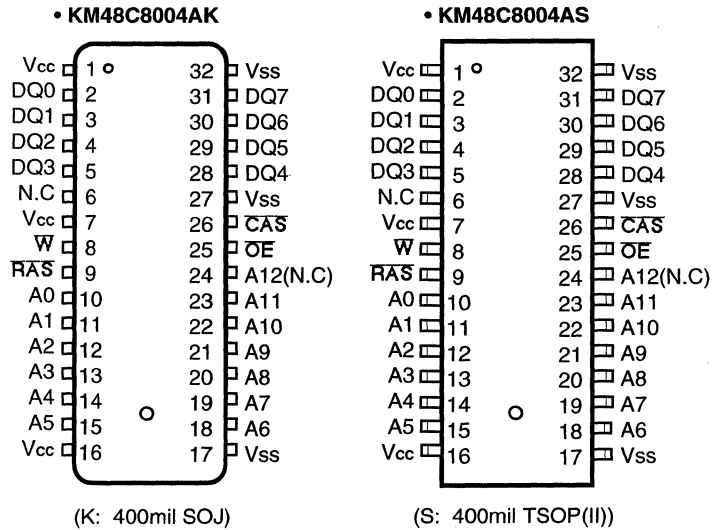 • KM48C8004AK
Vcc 1 32 Vss
DQ0 2 31 DQ7
DQ1 3 30 DQ6
DQ2 4 29 DQ5
DQ3 5 28 DQ4
N.C 6 27 Vss
Vcc 7 26 C̅A̅S̅
W̅ 8 25 O̅E̅
R̅A̅S̅ 9 24 A12(N.C)
A0 10 23 A11
A1 11 22 A10
A2 12 21 A9
A3 13 20 A8
A4 14 19 A7
A5 15 18 A6
Vcc 16 17 Vss
(K: 400mil SOJ)
• KM48C8004AS
Vcc 1 32 Vss
DQ0 2 31 DQ7
DQ1 3 30 DQ6
DQ2 4 29 DQ5
DQ3 5 28 DQ4
N.C 6 27 Vss
Vcc 7 26 C̅A̅S̅
W̅ 8 25 O̅E̅
R̅A̅S̅ 9 24 A12(N.C)
A0 10 23 A11
A1 11 22 A10
A2 12 21 A9
A3 13 20 A8
A4 14 19 A7
A5 15 18 A6
Vcc 16 17 Vss
(S: 400mil TSOP(II))